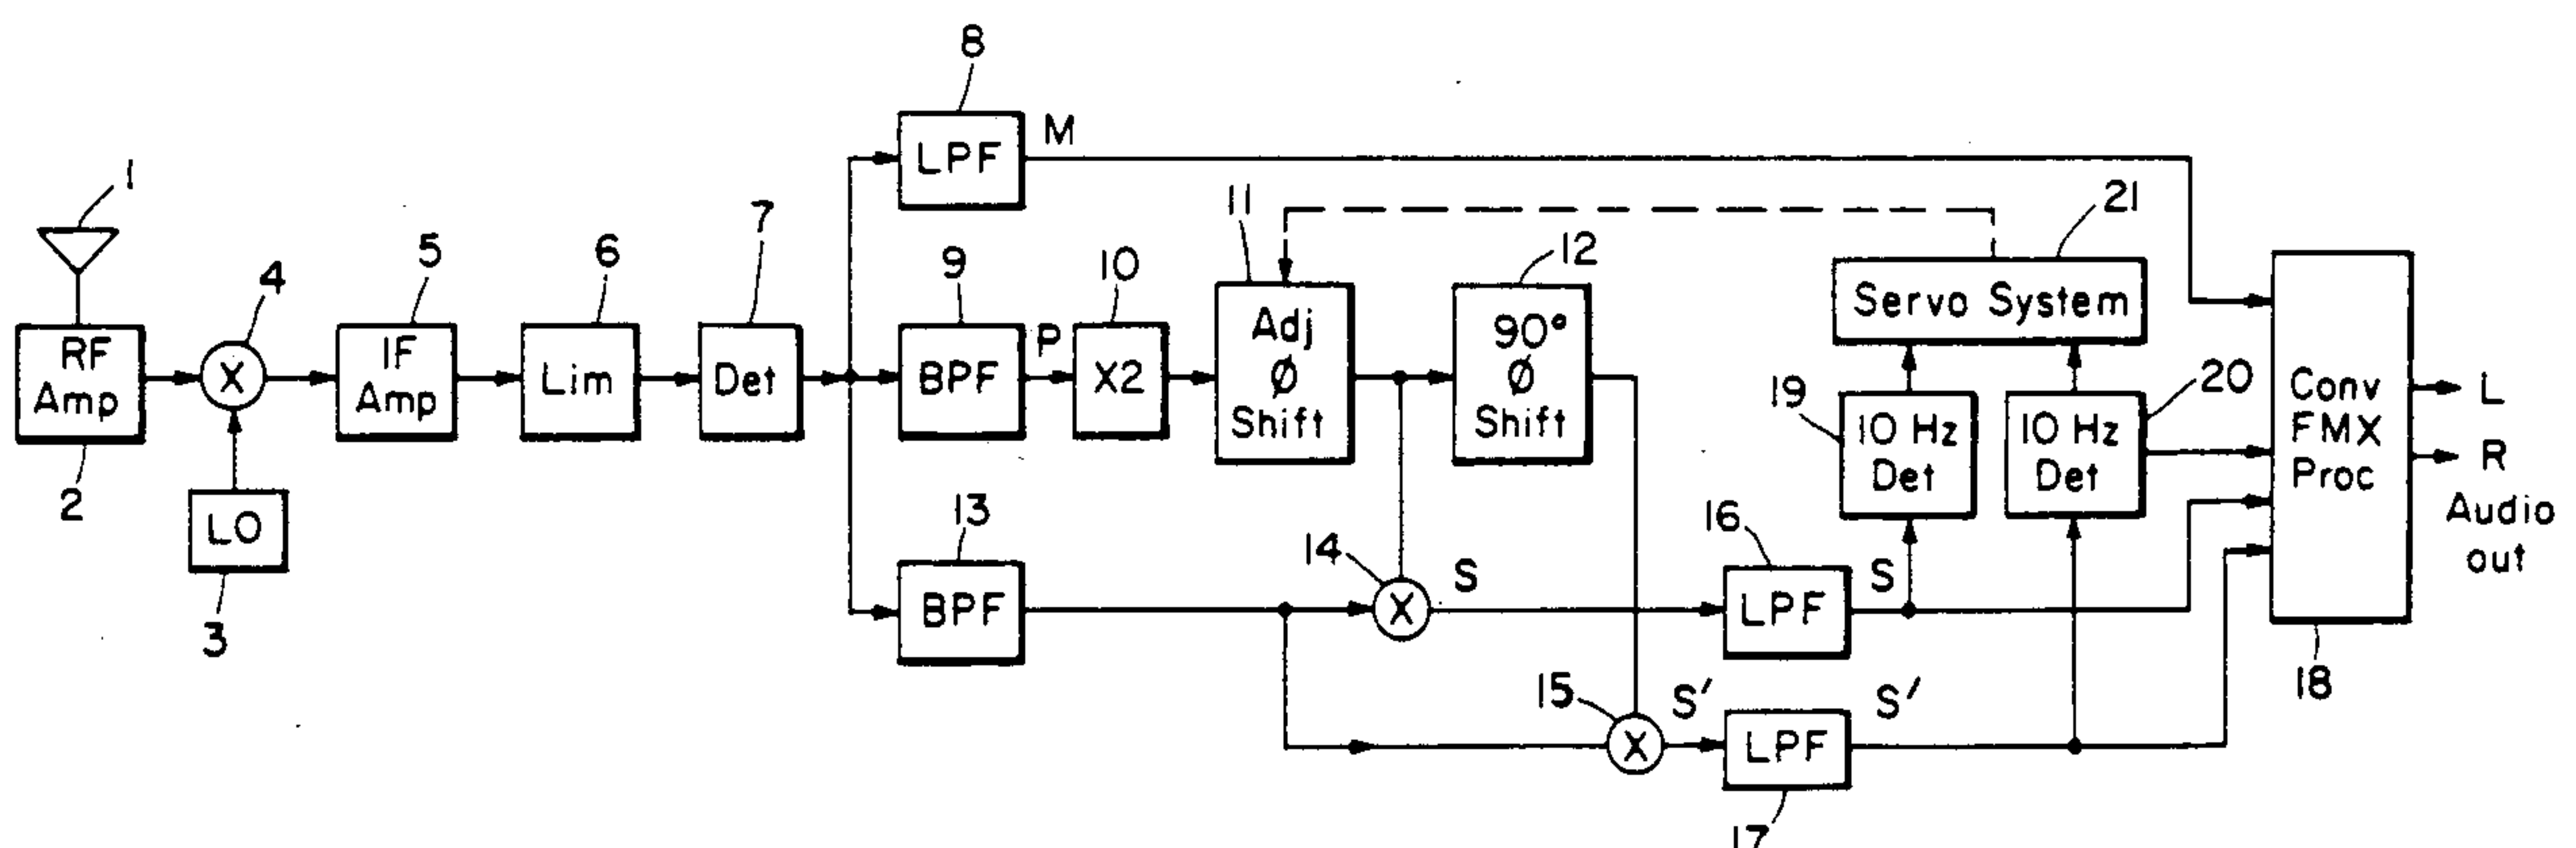 8
M
LPF
1
11
21
7
12
6
5
9
10
4
Servo System
RF
Amp
X
IF
Amp
Lim
Det
BPF
P
X2
Adj
Ø
Shift
90°
Ø
Shift
19
10 Hz
Det
10 Hz
Det
20
Conv
FMX
Proc
L
R
Audio
out
2
LO
3
13
BPF
14
X
S
16
LPF
S
18
15
X
S'
LPF
S'
17